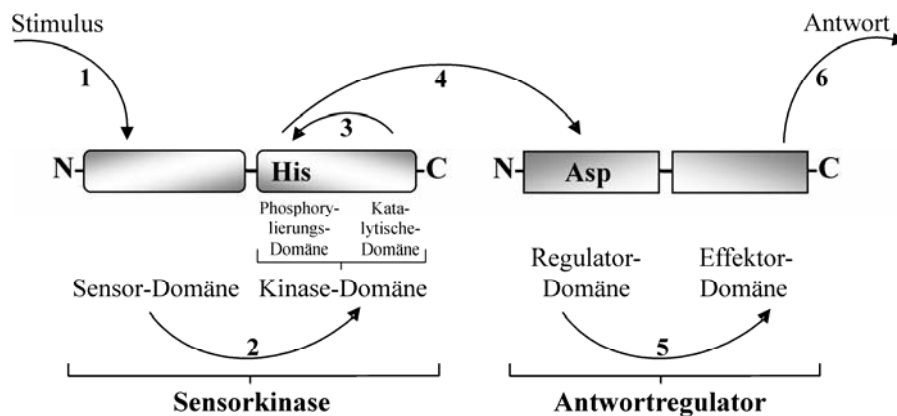 Stimulus
Antwort
1
4
6
3
N
His
C
N
Asp
C
Phosphory-
lierungs-
Domäne
Kata-
lytische-
Domäne
Sensor-Domäne
Kinase-Domäne
Regulator-
Domäne
Effektor-
Domäne
2
5
Sensorkinase
Antwortregulator